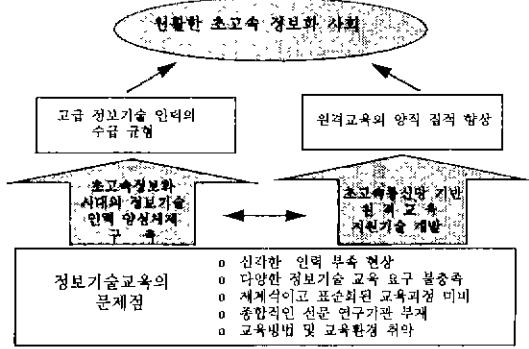 원활한 초고속 정보화 사회
고급 정보기술 인력의
수급 균형
원격교육의 양적 질적 향상
초고속정보화
시대의 정보기술
인력 양성체제
구 축
초고속통신망 기반
원 격 교 육
지원기술 개발
정보기술교육의
문제점
o 심각한 인력 부족 현상
o 다양한 정보기술 교육 요구 불충족
o 체계적이고 표준화된 교육과정 미비
o 종합적인 전문 연구기관 부재
o 교육방법 및 교육환경 취약